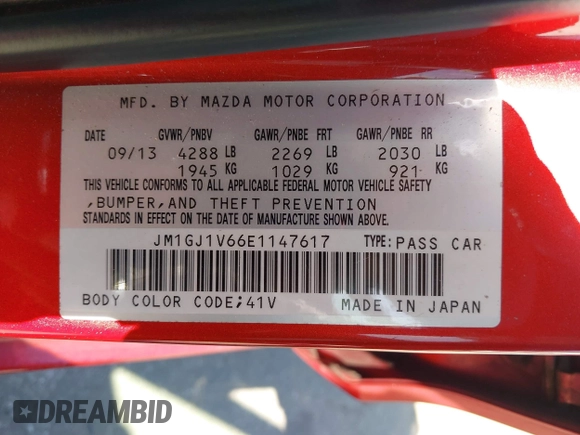 MFD. BY MAZDA MOTOR CORPORATION
DATE GVWR/PNBV GAWR/PNBE FRT GAWR/PNBE RR
09/13 4288 LB 2269 LB 2030 LB
1945 KG 1029 KG 921 KG
THIS VEHICLE CONFORMS TO ALL APPLICABLE FEDERAL MOTOR VEHICLE SAFETY
,BUMPER,AND THEFT PREVENTION
STANDARDS IN EFFECT ON THE DATE OF MANUFACTURE SHOWN ABOVE.
JM1GJ1V66E1147617 TYPE:PASS CAR
BODY COLOR CODE;41V MADE IN JAPAN
DREAMBID